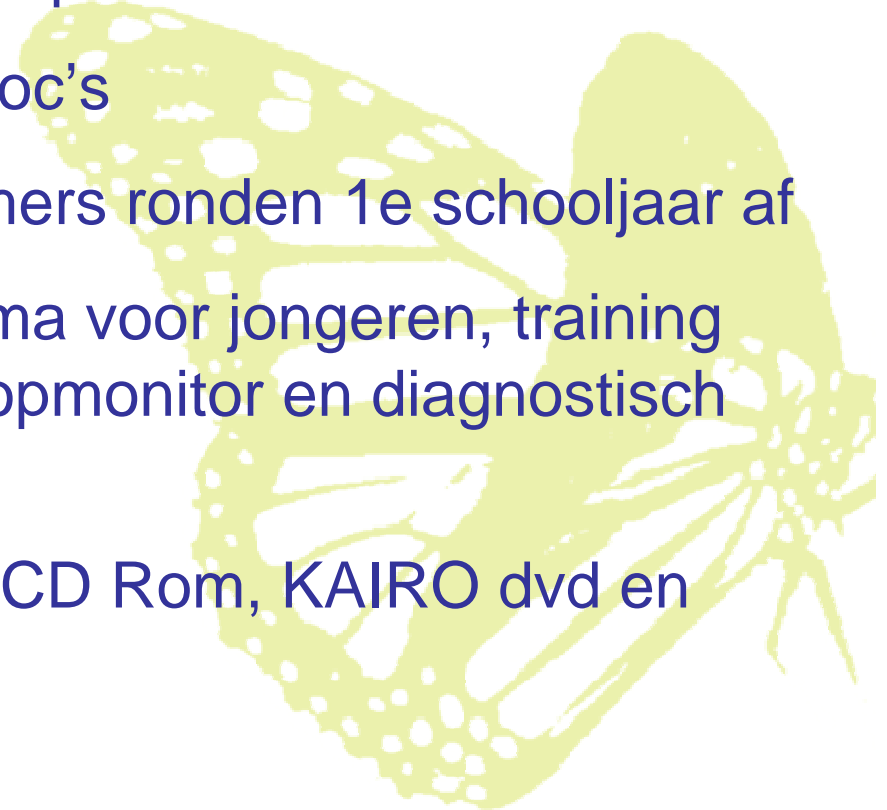 oc’s
ners ronden 1e schooljaar af
ma voor jongeren, training
opmonitor en diagnostisch
CD Rom, KAIRO dvd en